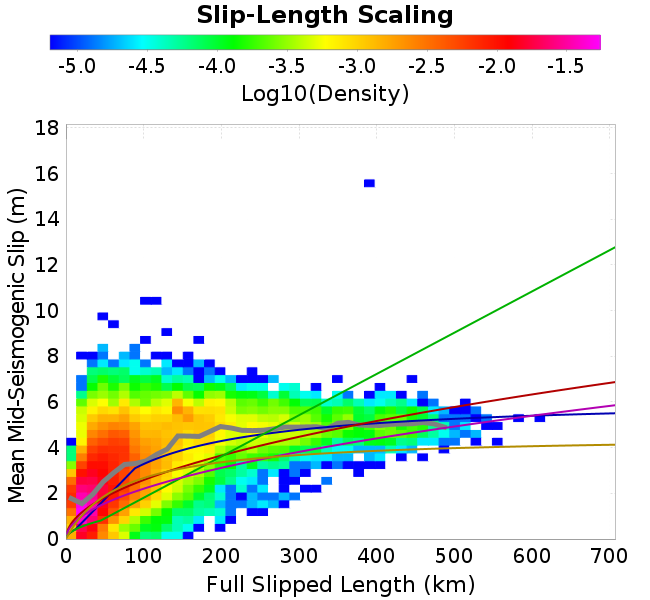 Slip-Length Scaling
-5.0 -4.5 -4.0 -3.5 -3.0 -2.5 -2.0 -1.5
Log10(Density)
18
16
14
12
10
8
6
4
2
0
Mean Mid-Seismogenic Slip (m)
0 100 200 300 400 500 600 700
Full Slipped Length (km)